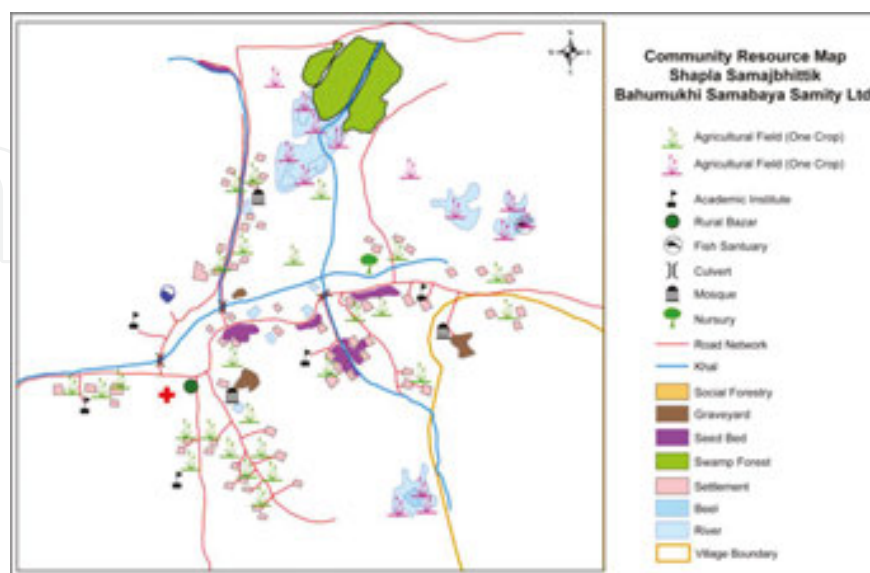 Community Resource Map
Shapla Samajbhittik
Bahumukhi Samabaya Samity Ltd
Agricultural Field (One Crop)
Agricultural Field (One Crop)
Academic Institute
Rural Bazar
Fish Santuary
Culvert
Mosque
Nursury
Road Network
Khal
Social Forestry
Graveyard
Seed Bed
Swamp Forest
Settlement
Beel
River
Village Boundary